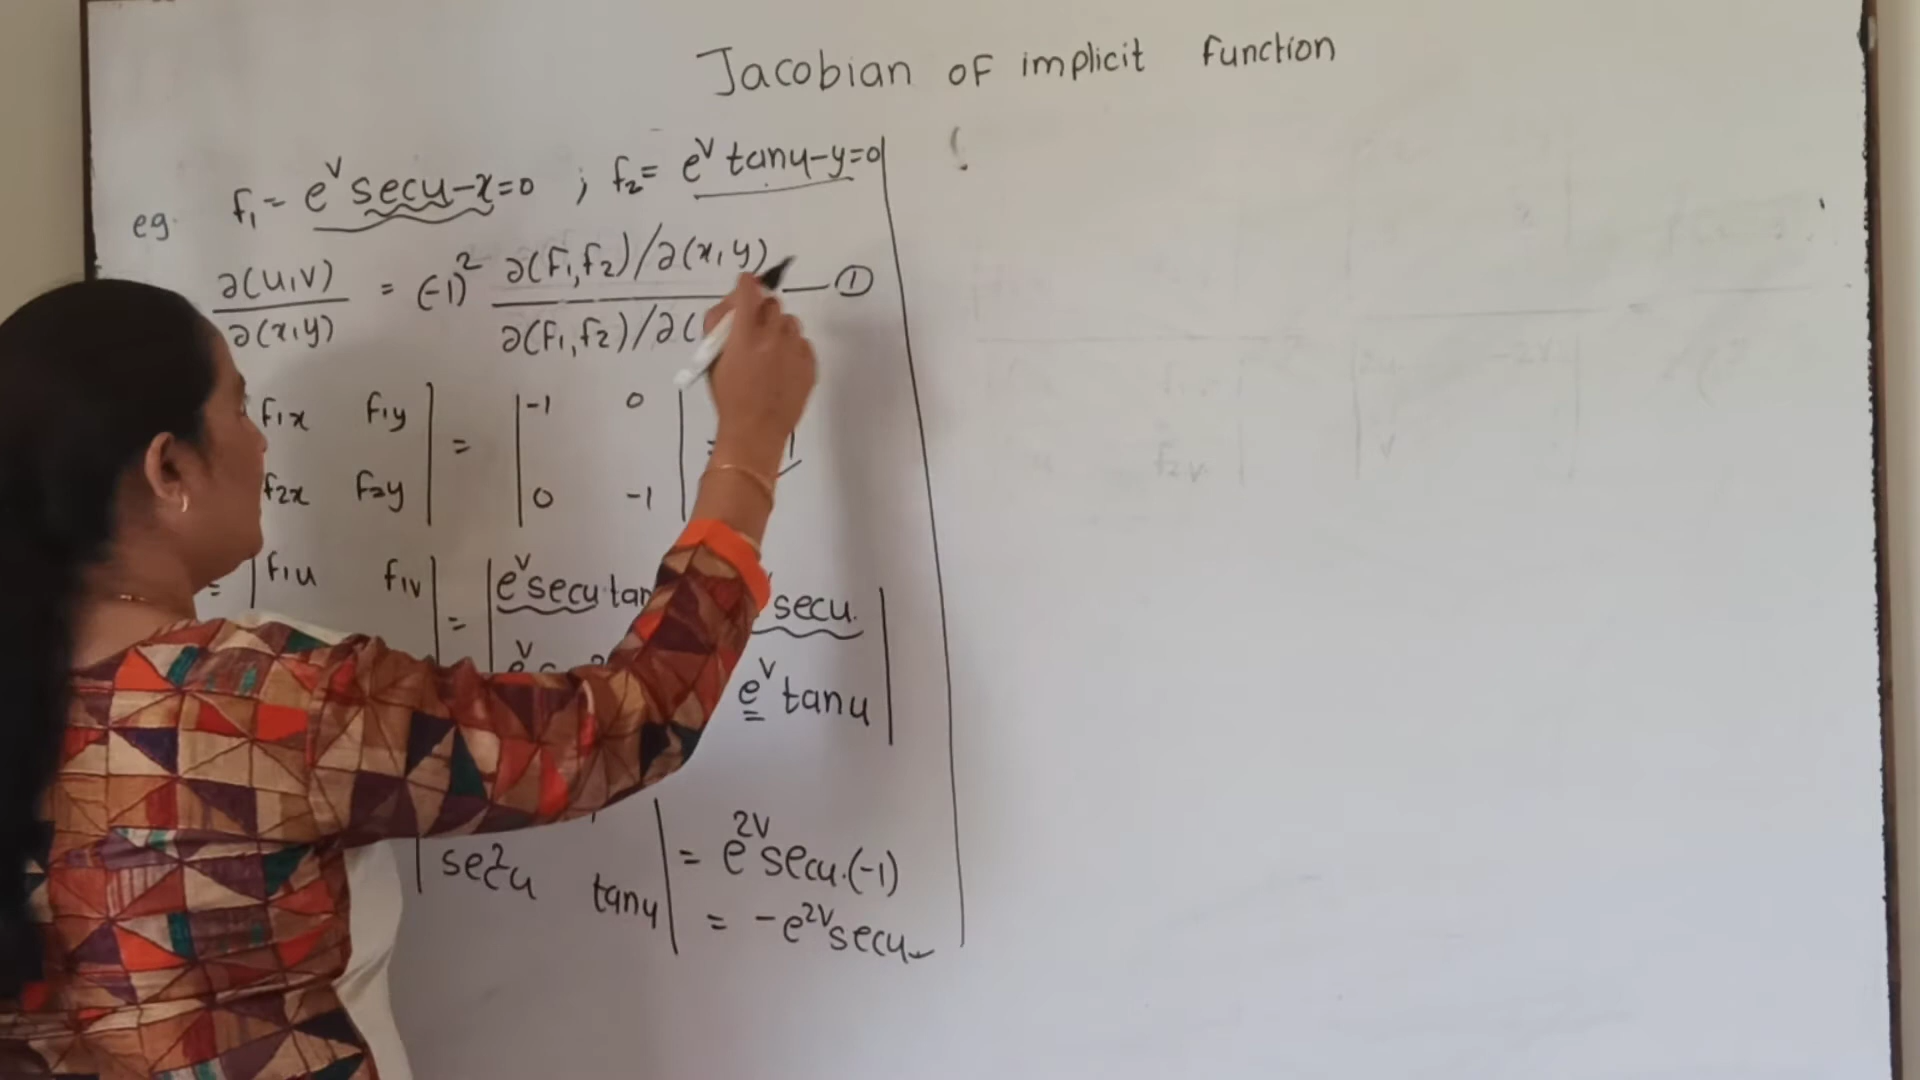 Jacobian of implicit function
eg. f₁ = e^v secu-x=0 ; f₂= e^v tanu-y=0
∂(u,v)/∂(x,y) = (-1)² ∂(f₁,f₂)/∂(x,y) / ∂(f₁,f₂)/∂( — ①
f₁x f₁y | = | -1 0 | =
f₂x f₂y | | 0 -1 |
= | f₁u f₁v | = | e^v secu tan secu. |
e^v e^v tanu |
| sec²u tanu | = e^2v secu.(-1)
= -e^2v secu